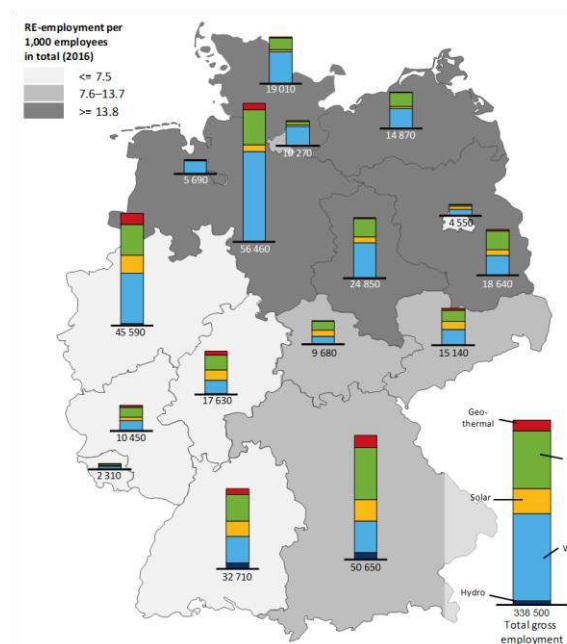 RE-employment per
1,000 employees
in total (2016)
<= 7.5
7.6–13.7
>= 13.8
19 010
14 870
10 270
5 690
4 550
56 460
24 850
18 640
45 590
9 680
15 140
17 630
10 450
2 310
Geo-
thermal
Solar
32 710
50 650
Hydro
338 500
Total gross
employment